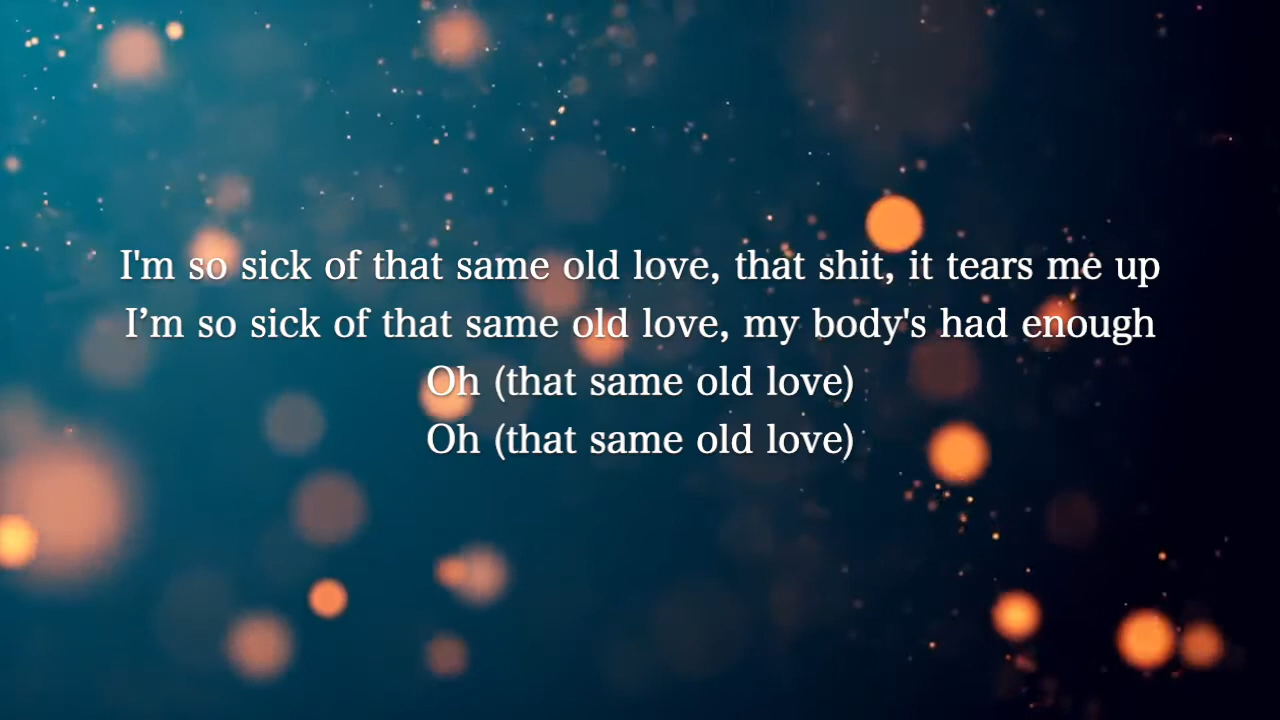 I'm so sick of that same old love, that shit, it tears me up
I’m so sick of that same old love, my body's had enough
Oh (that same old love)
Oh (that same old love)